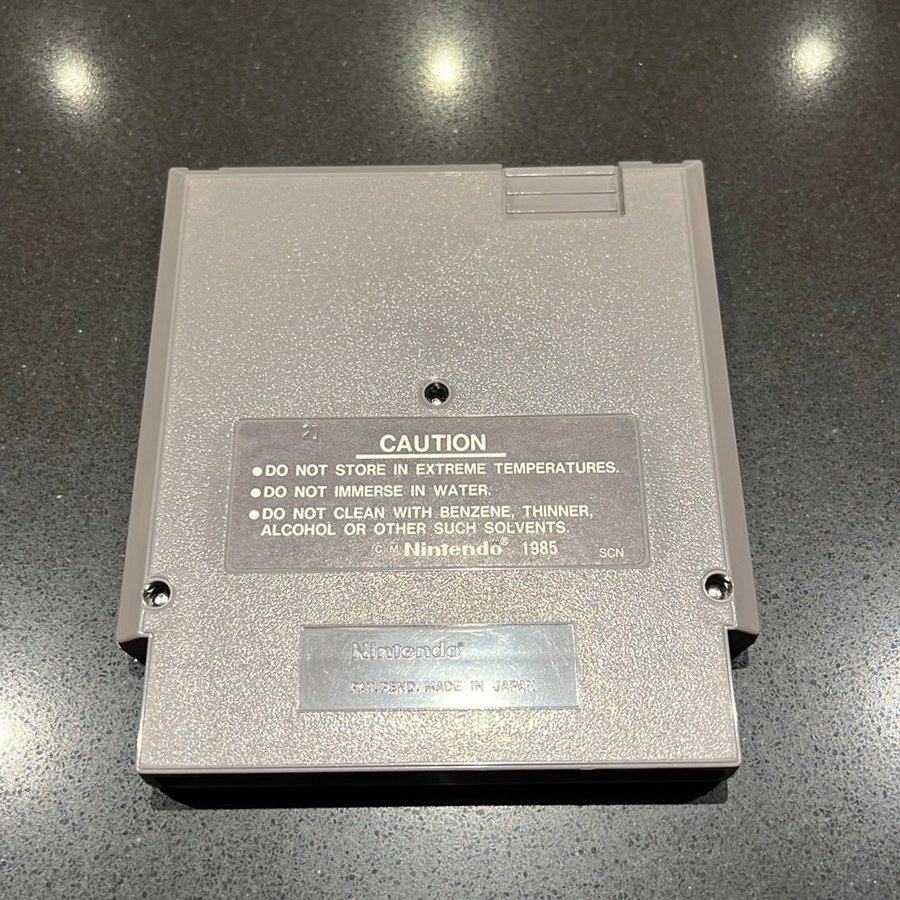 CAUTION
●DO NOT STORE IN EXTREME TEMPERATURES.
●DO NOT IMMERSE IN WATER.
●DO NOT CLEAN WITH BENZENE, THINNER,
ALCOHOL OR OTHER SUCH SOLVENTS.
Nintendo® 1985 SCN
Nintendo®
PAT. PEND. MADE IN JAPAN